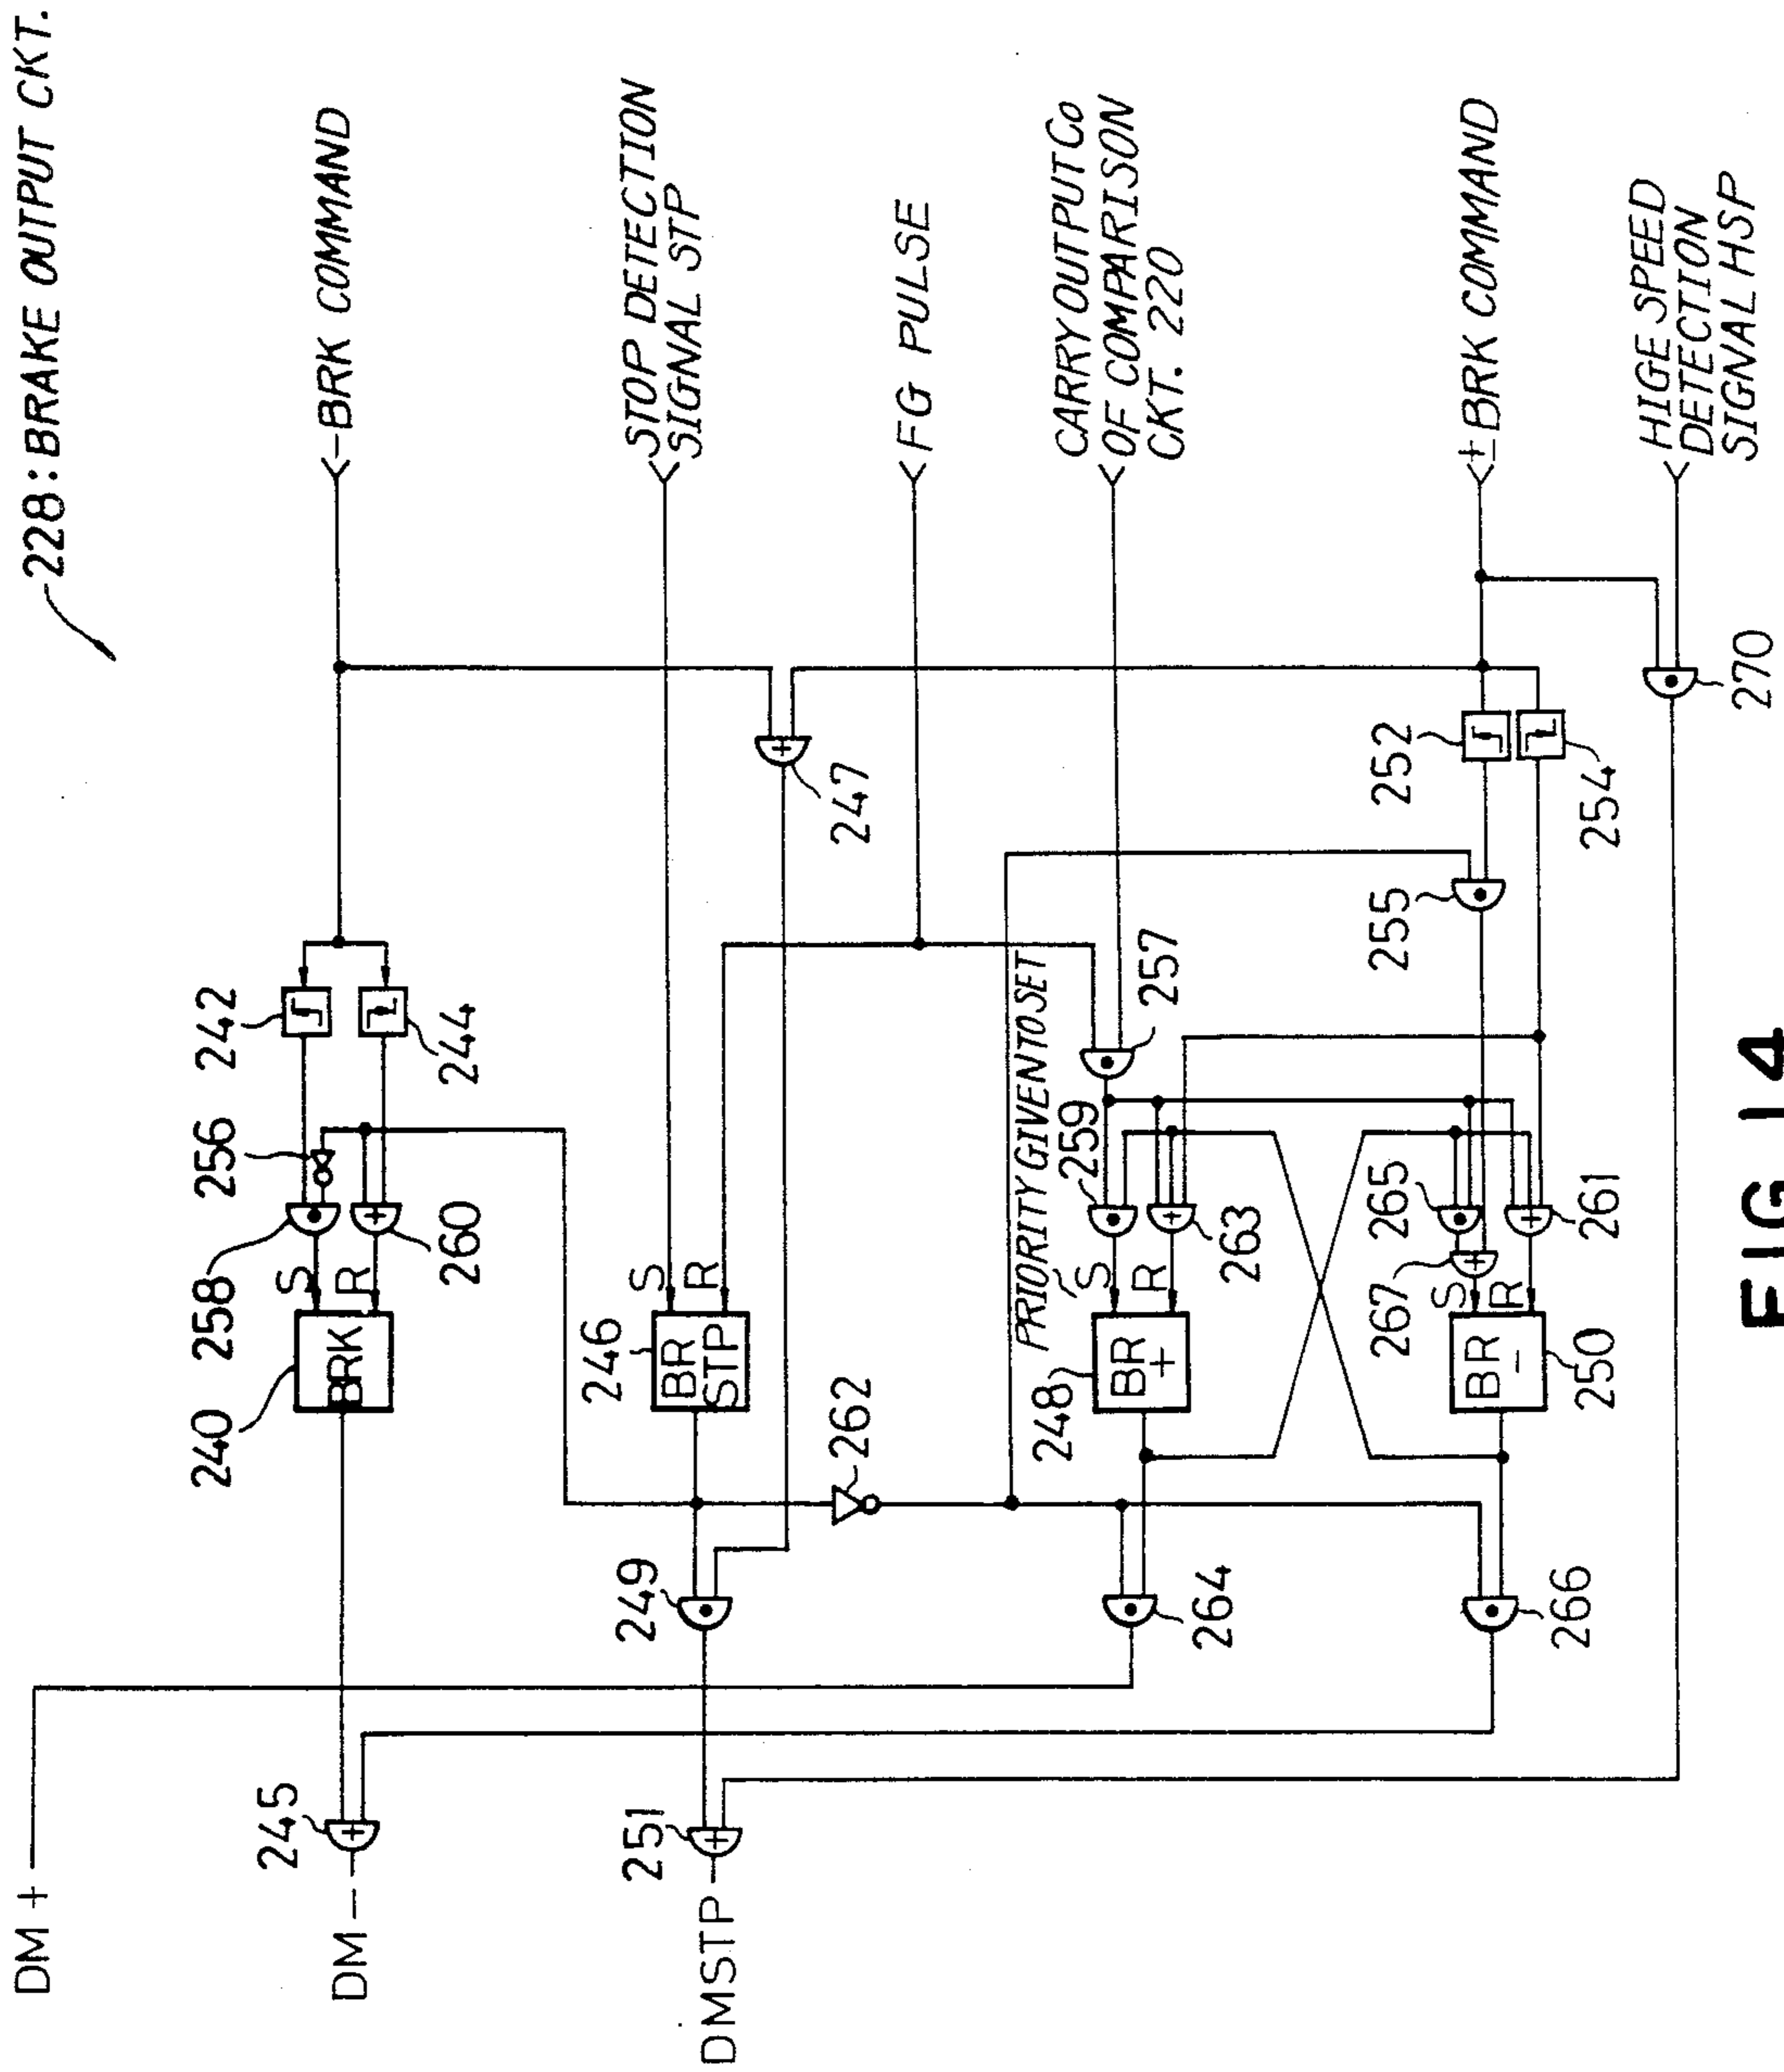 228: BRAKE OUTPUT CKT.
-BRK COMMAND
STOP DETECTION
SIGNAL STP
FG PULSE
CARRY OUTPUT Co
OF COMPARISON
CKT. 220
±BRK COMMAND
HIGE SPEED
DETECTION
SIGNAL HSP
247
252
254
270
242
244
255
257
PRIORITY GIVEN TO SET
256
258
260
259
263
265
267
261
S
R
S
R
S
R
S
R
240
BRK
246
BR
STP
248
BR
+
250
BR
-
262
249
264
266
245
251
DM +
DM -
DMSTP
FIG. 14